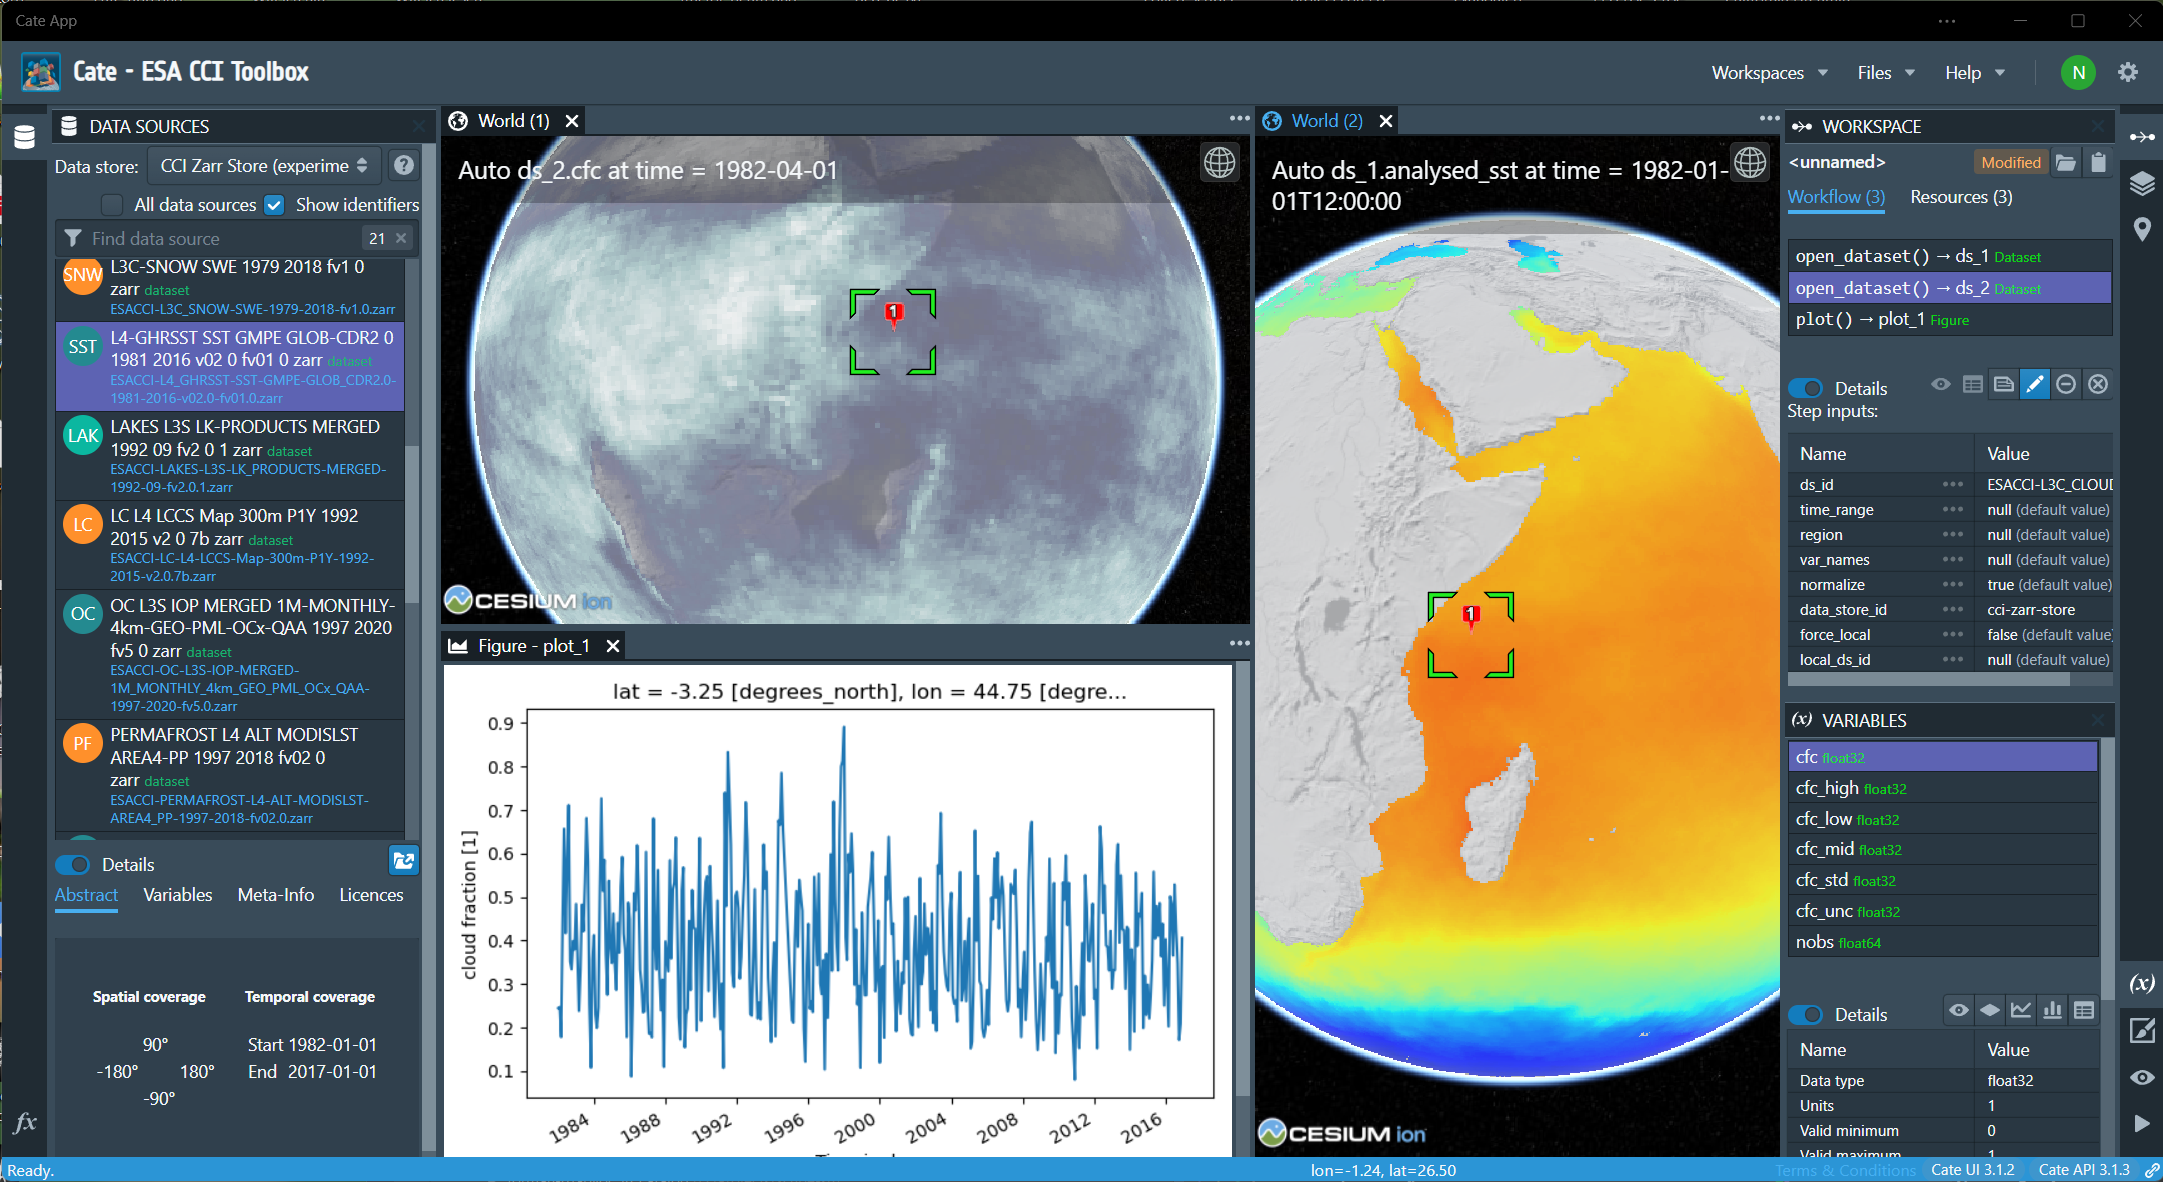 Cate App
Cate - ESA CCI Toolbox
Workspaces
Files
Help
N
DATA SOURCES
Data store:
CCI Zarr Store (experime
?
All data sources
Show identifiers
Find data source
21
SNW
L3C-SNOW SWE 1979 2018 fv1 0
zarr dataset
ESACCI-L3C_SNOW-SWE-1979-2018-fv1.0.zarr
SST
L4-GHRSST SST GMPE GLOB-CDR2 0
1981 2016 v02 0 fv01 0 zarr dataset
ESACCI-L4_GHRSST-SST-GMPE-GLOB_CDR2.0-
1981-2016-v02.0-fv01.0.zarr
LAK
LAKES L3S LK-PRODUCTS MERGED
1992 09 fv2 0 1 zarr dataset
ESACCI-LAKES-L3S-LK_PRODUCTS-MERGED-
1992-09-fv2.0.1.zarr
LC
LC L4 LCCS Map 300m P1Y 1992
2015 v2 0 7b zarr dataset
ESACCI-LC-L4-LCCS-Map-300m-P1Y-1992-
2015-v2.0.7b.zarr
OC
OC L3S IOP MERGED 1M-MONTHLY-
4km-GEO-PML-OCx-QAA 1997 2020
fv5 0 zarr dataset
ESACCI-OC-L3S-IOP-MERGED-
1M_MONTHLY_4km_GEO_PML_OCx_QAA-
1997-2020-fv5.0.zarr
PF
PERMAFROST L4 ALT MODISLST
AREA4-PP 1997 2018 fv02 0
zarr dataset
ESACCI-PERMAFROST-L4-ALT-MODISLST-
AREA4_PP-1997-2018-fv02.0.zarr
Details
Abstract
Variables
Meta-Info
Licences
Spatial coverage
Temporal coverage
90°
-180°
180°
-90°
Start 1982-01-01
End 2017-01-01
fx
World (1)
Auto ds_2.cfc at time = 1982-04-01
1
CESIUM ion
Figure - plot_1
lat = -3.25 [degrees_north], lon = 44.75 [degre...
cloud fraction [1]
0.9
0.8
0.7
0.6
0.5
0.4
0.3
0.2
0.1
1984
1988
1992
1996
2000
2004
2008
2012
2016
World (2)
Auto ds_1.analysed_sst at time = 1982-01-
01T12:00:00
1
CESIUM ion
WORKSPACE
<unnamed>
Modified
Workflow (3)
Resources (3)
open_dataset() → ds_1 Dataset
open_dataset() → ds_2 Dataset
plot() → plot_1 Figure
Details
Step inputs:
Name
Value
ds_id
ESACCI-L3C_CLOUD
time_range
null (default value)
region
null (default value)
var_names
null (default value)
normalize
true (default value)
data_store_id
cci-zarr-store
force_local
false (default value)
local_ds_id
null (default value)
(x) VARIABLES
cfc float32
cfc_high float32
cfc_low float32
cfc_mid float32
cfc_std float32
cfc_unc float32
nobs float64
(x)
Details
Name
Value
Data type
float32
Units
1
Valid minimum
0
Valid maximum
1
Ready.
lon=-1.24, lat=26.50
Terms & Conditions
Cate UI 3.1.2
Cate API 3.1.3